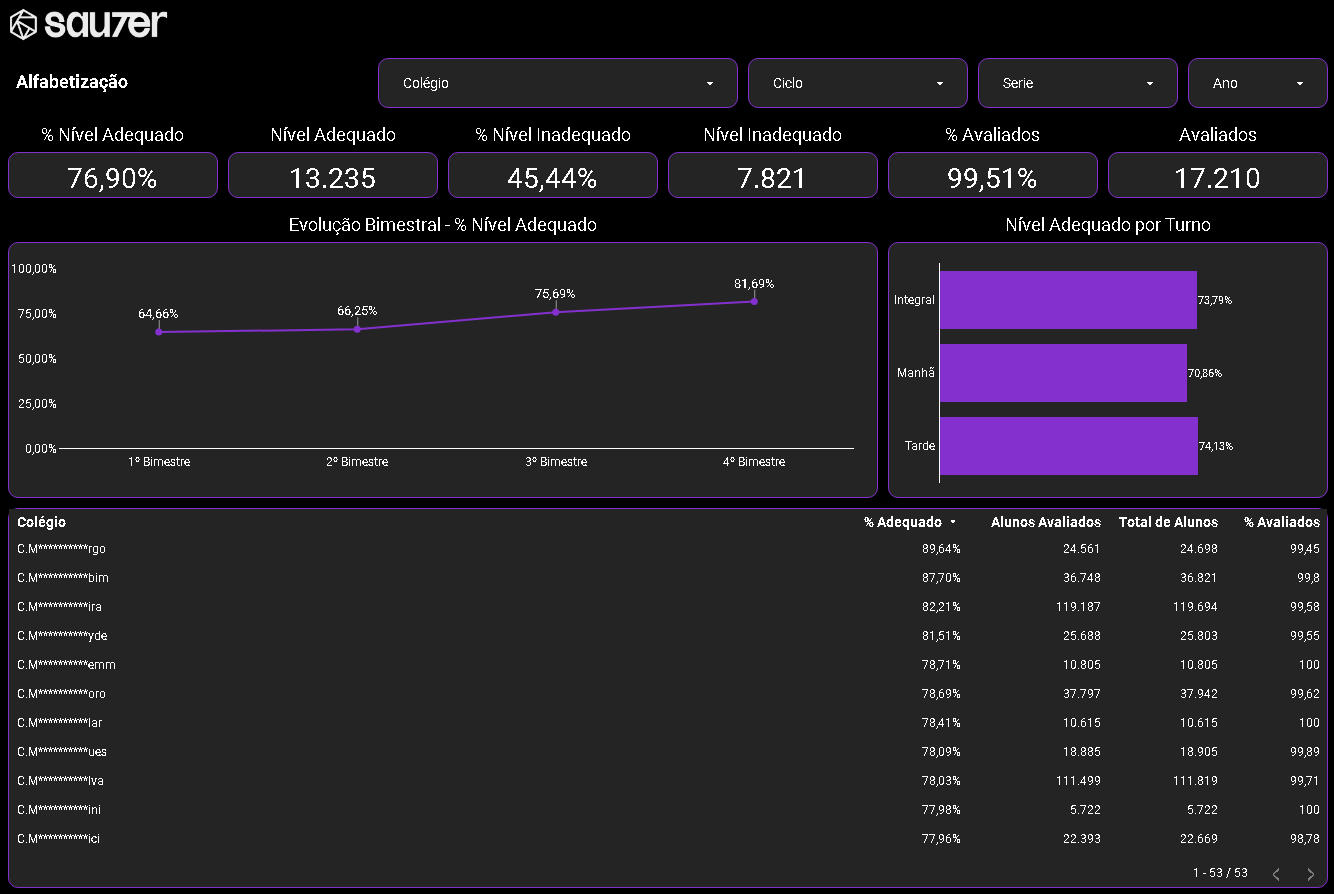 sauter
Alfabetização
Colégio
Ciclo
Serie
Ano
% Nível Adequado
Nível Adequado
% Nível Inadequado
Nível Inadequado
% Avaliados
Avaliados
76,90%
13.235
45,44%
7.821
99,51%
17.210
Evolução Bimestral - % Nível Adequado
100,00%
75,00%
50,00%
25,00%
0,00%
64,66%
66,25%
75,69%
81,69%
1º Bimestre
2º Bimestre
3º Bimestre
4º Bimestre
Nível Adequado por Turno
Integral 73,79%
Manhã 70,86%
Tarde 74,13%
Colégio % Adequado Alunos Avaliados Total de Alunos % Avaliados
C.M**********rgo 89,64% 24.561 24.698 99,45
C.M**********bim 87,70% 36.748 36.821 99,8
C.M**********ira 82,21% 119.187 119.694 99,58
C.M**********yde 81,51% 25.688 25.803 99,55
C.M**********emm 78,71% 10.805 10.805 100
C.M**********oro 78,69% 37.797 37.942 99,62
C.M**********lar 78,41% 10.615 10.615 100
C.M**********ues 78,09% 18.885 18.905 99,89
C.M**********lva 78,03% 111.499 111.819 99,71
C.M**********ini 77,98% 5.722 5.722 100
C.M**********ici 77,96% 22.393 22.669 98,78
1 - 53 / 53